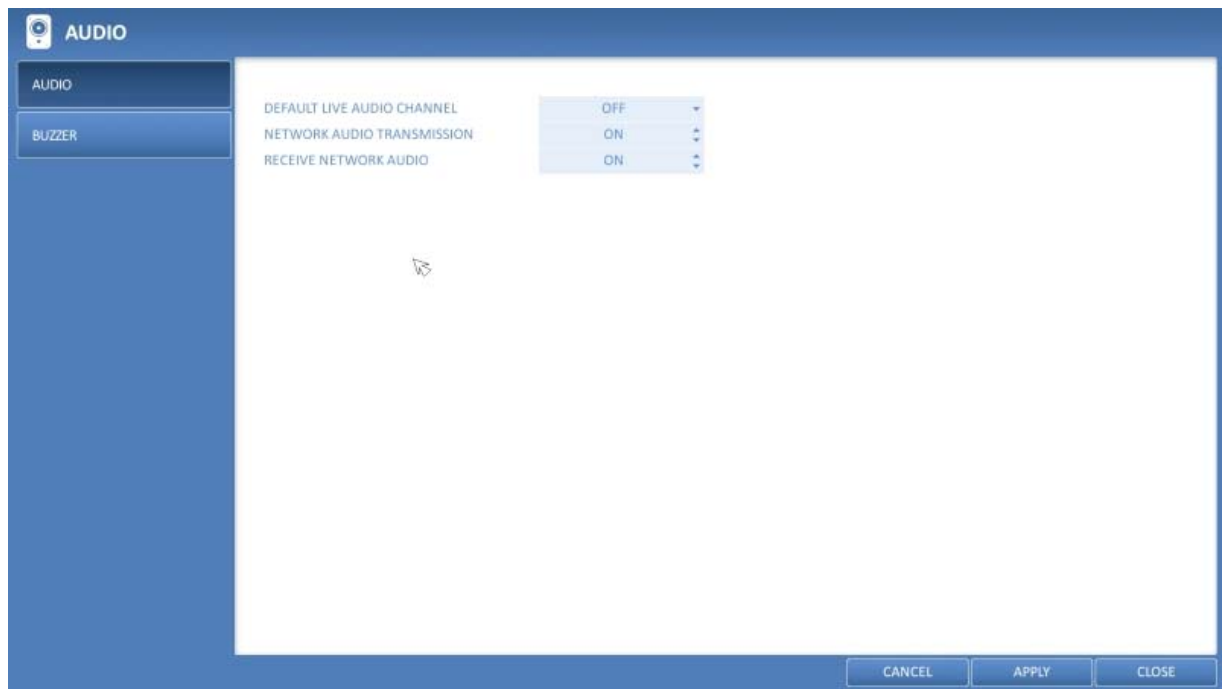 AUDIO
AUDIO
BUZZER
DEFAULT LIVE AUDIO CHANNEL OFF
NETWORK AUDIO TRANSMISSION ON
RECEIVE NETWORK AUDIO ON
CANCEL APPLY CLOSE